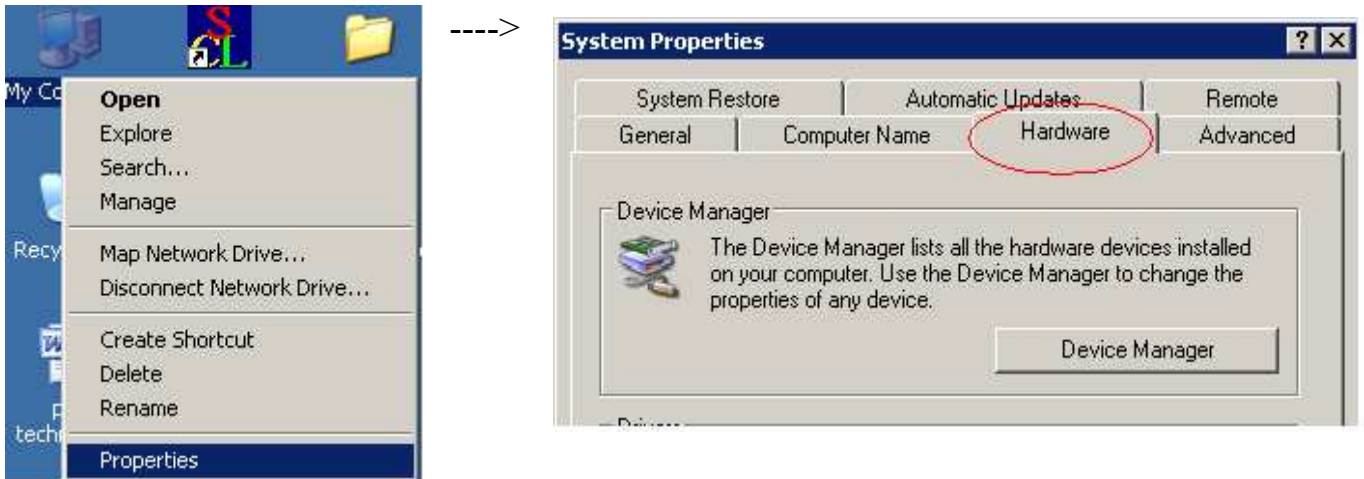 SCL
---->
My Co
Open
Explore
Search...
Manage
Recy
Map Network Drive...
Disconnect Network Drive...
Create Shortcut
Delete
Rename
techn
Properties
System Properties
System Restore Automatic Updates Remote
General Computer Name Hardware Advanced
Device Manager
The Device Manager lists all the hardware devices installed
on your computer. Use the Device Manager to change the
properties of any device.
Device Manager